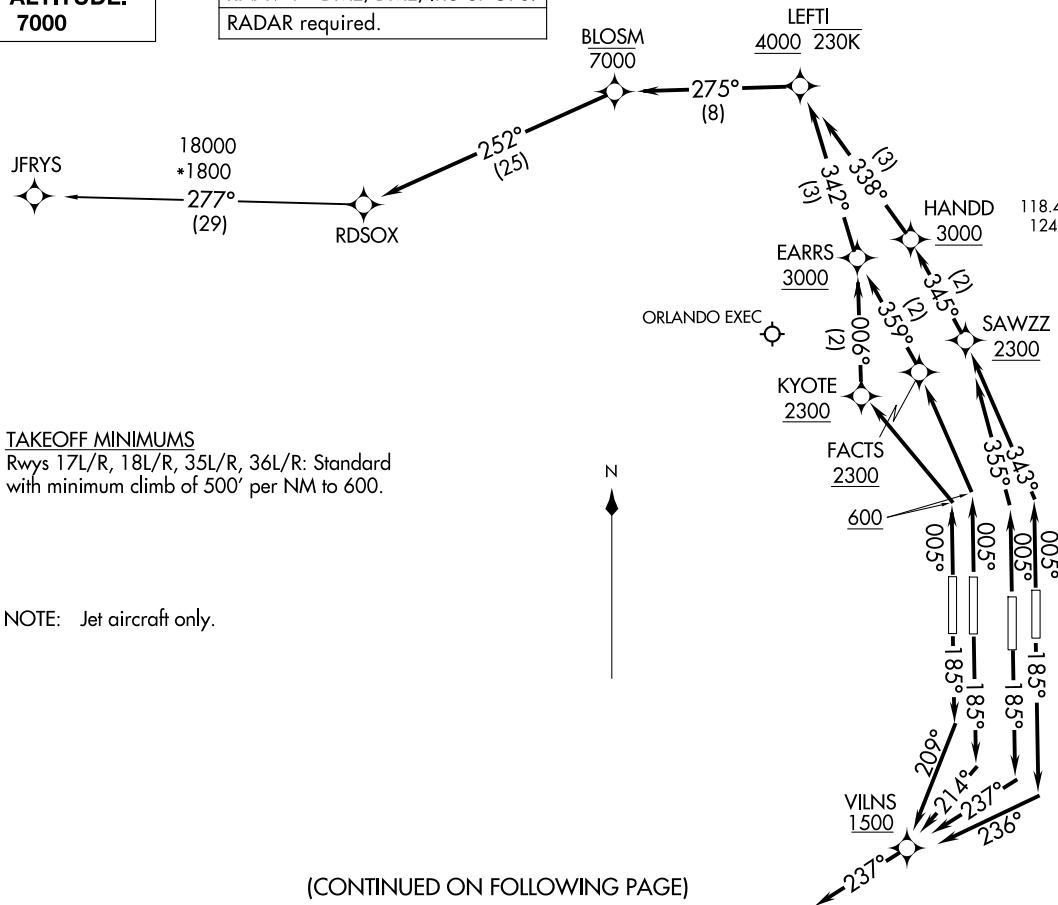 ALTITUDE:
7000
RADAR required.
BLOSM
7000
LEFTI
4000 230K
275°
(8)
252°
(25)
JFRYS
18000
*1800
277°
(29)
RDSOX
342°
(3)
338°
(3)
HANDD
3000
118.4
124
EARRS
3000
345°
(2)
359°
(2)
006°
(2)
ORLANDO EXEC
SAWZZ
2300
KYOTE
2300
FACTS
2300
355°
343°
600
TAKEOFF MINIMUMS
Rwys 17L/R, 18L/R, 35L/R, 36L/R: Standard
with minimum climb of 500' per NM to 600.
N
005°
005°
005°
005°
NOTE: Jet aircraft only.
185°
185°
185°
185°
209°
214°
237°
236°
VILNS
1500
237°
(CONTINUED ON FOLLOWING PAGE)